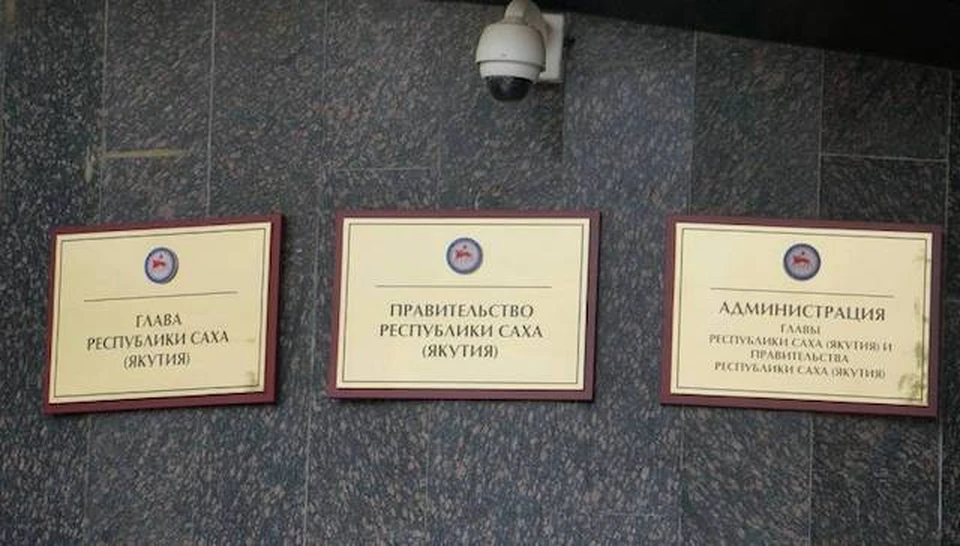 ГЛАВА
РЕСПУБЛИКИ САХА
(ЯКУТИЯ)
ПРАВИТЕЛЬСТВО
РЕСПУБЛИКИ САХА
(ЯКУТИЯ)
АДМИНИСТРАЦИЯ
ГЛАВЫ
РЕСПУБЛИКИ САХА (ЯКУТИЯ) И
ПРАВИТЕЛЬСТВА
РЕСПУБЛИКИ САХА (ЯКУТИЯ)